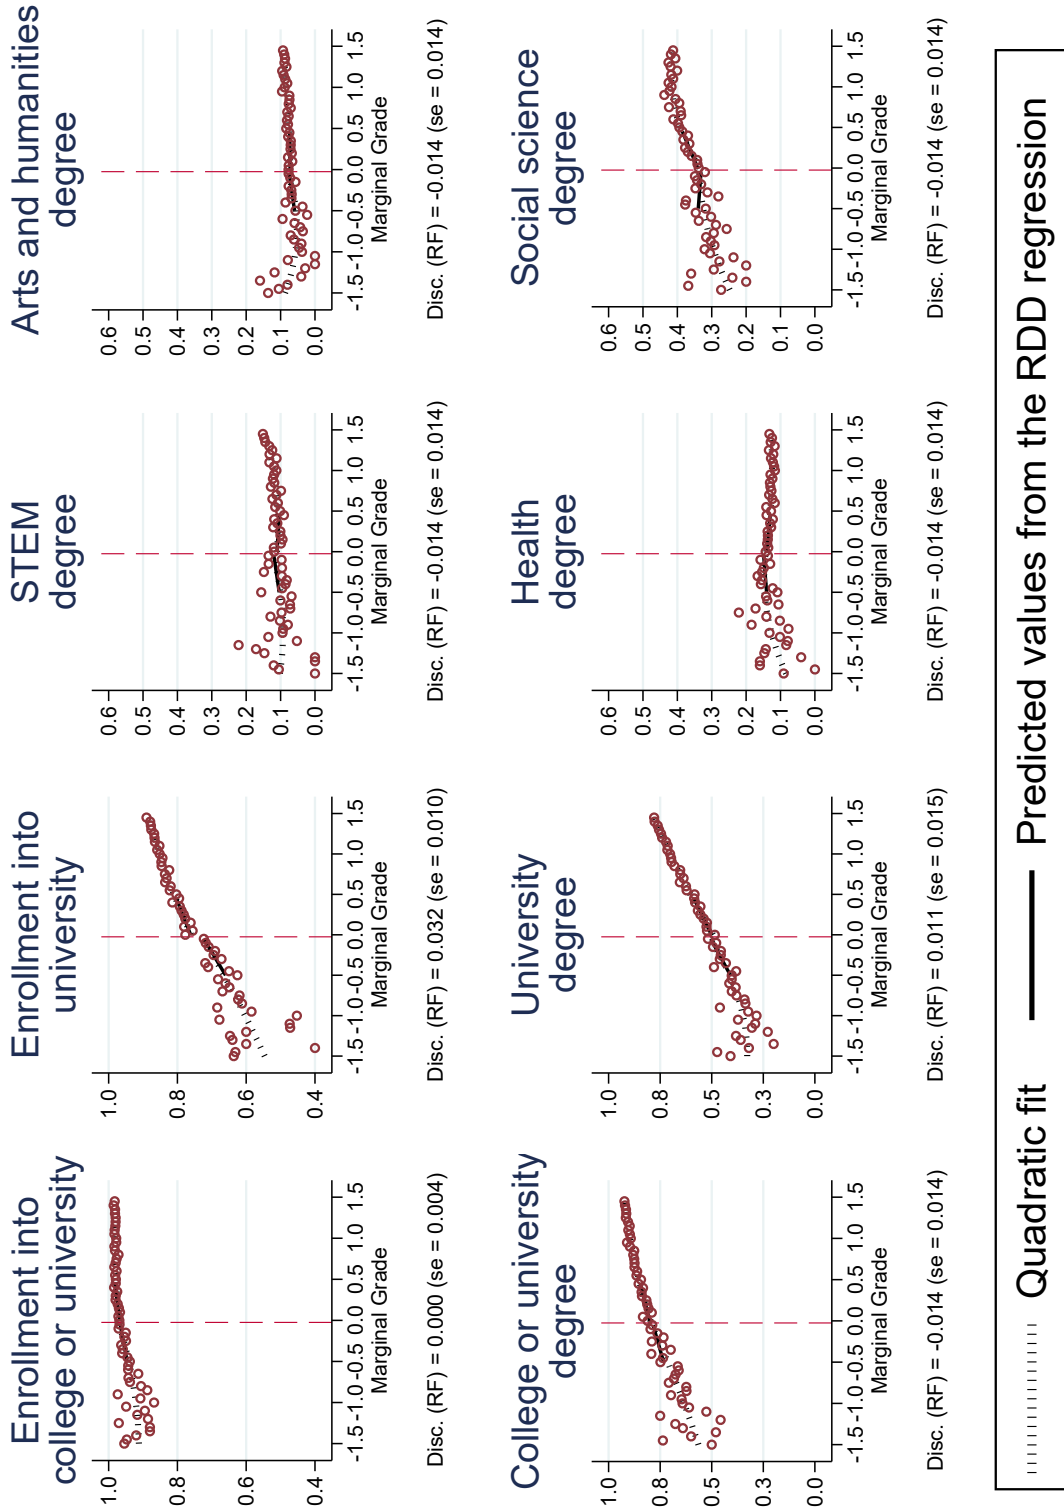 Enrollment into
college or university
1.0
0.8
0.6
0.4
-1.5 -1.0 -0.5 0.0 0.5 1.0 1.5
Marginal Grade
Disc. (RF) = 0.000 (se = 0.004)
Enrollment into
university
1.0
0.8
0.6
0.4
-1.5 -1.0 -0.5 0.0 0.5 1.0 1.5
Marginal Grade
Disc. (RF) = 0.032 (se = 0.010)
STEM
degree
0.6
0.5
0.4
0.3
0.2
0.1
0.0
-1.5 -1.0 -0.5 0.0 0.5 1.0 1.5
Marginal Grade
Disc. (RF) = -0.014 (se = 0.014)
Arts and humanities
degree
0.6
0.5
0.4
0.3
0.2
0.1
0.0
-1.5 -1.0 -0.5 0.0 0.5 1.0 1.5
Marginal Grade
Disc. (RF) = -0.014 (se = 0.014)
College or university
degree
1.0
0.8
0.5
0.3
0.0
-1.5 -1.0 -0.5 0.0 0.5 1.0 1.5
Marginal Grade
Disc. (RF) = -0.014 (se = 0.014)
University
degree
1.0
0.8
0.5
0.3
0.0
-1.5 -1.0 -0.5 0.0 0.5 1.0 1.5
Marginal Grade
Disc. (RF) = 0.011 (se = 0.015)
Health
degree
0.6
0.5
0.4
0.3
0.2
0.1
0.0
-1.5 -1.0 -0.5 0.0 0.5 1.0 1.5
Marginal Grade
Disc. (RF) = -0.014 (se = 0.014)
Social science
degree
0.6
0.5
0.4
0.3
0.2
0.1
0.0
-1.5 -1.0 -0.5 0.0 0.5 1.0 1.5
Marginal Grade
Disc. (RF) = -0.014 (se = 0.014)
Quadratic fit Predicted values from the RDD regression